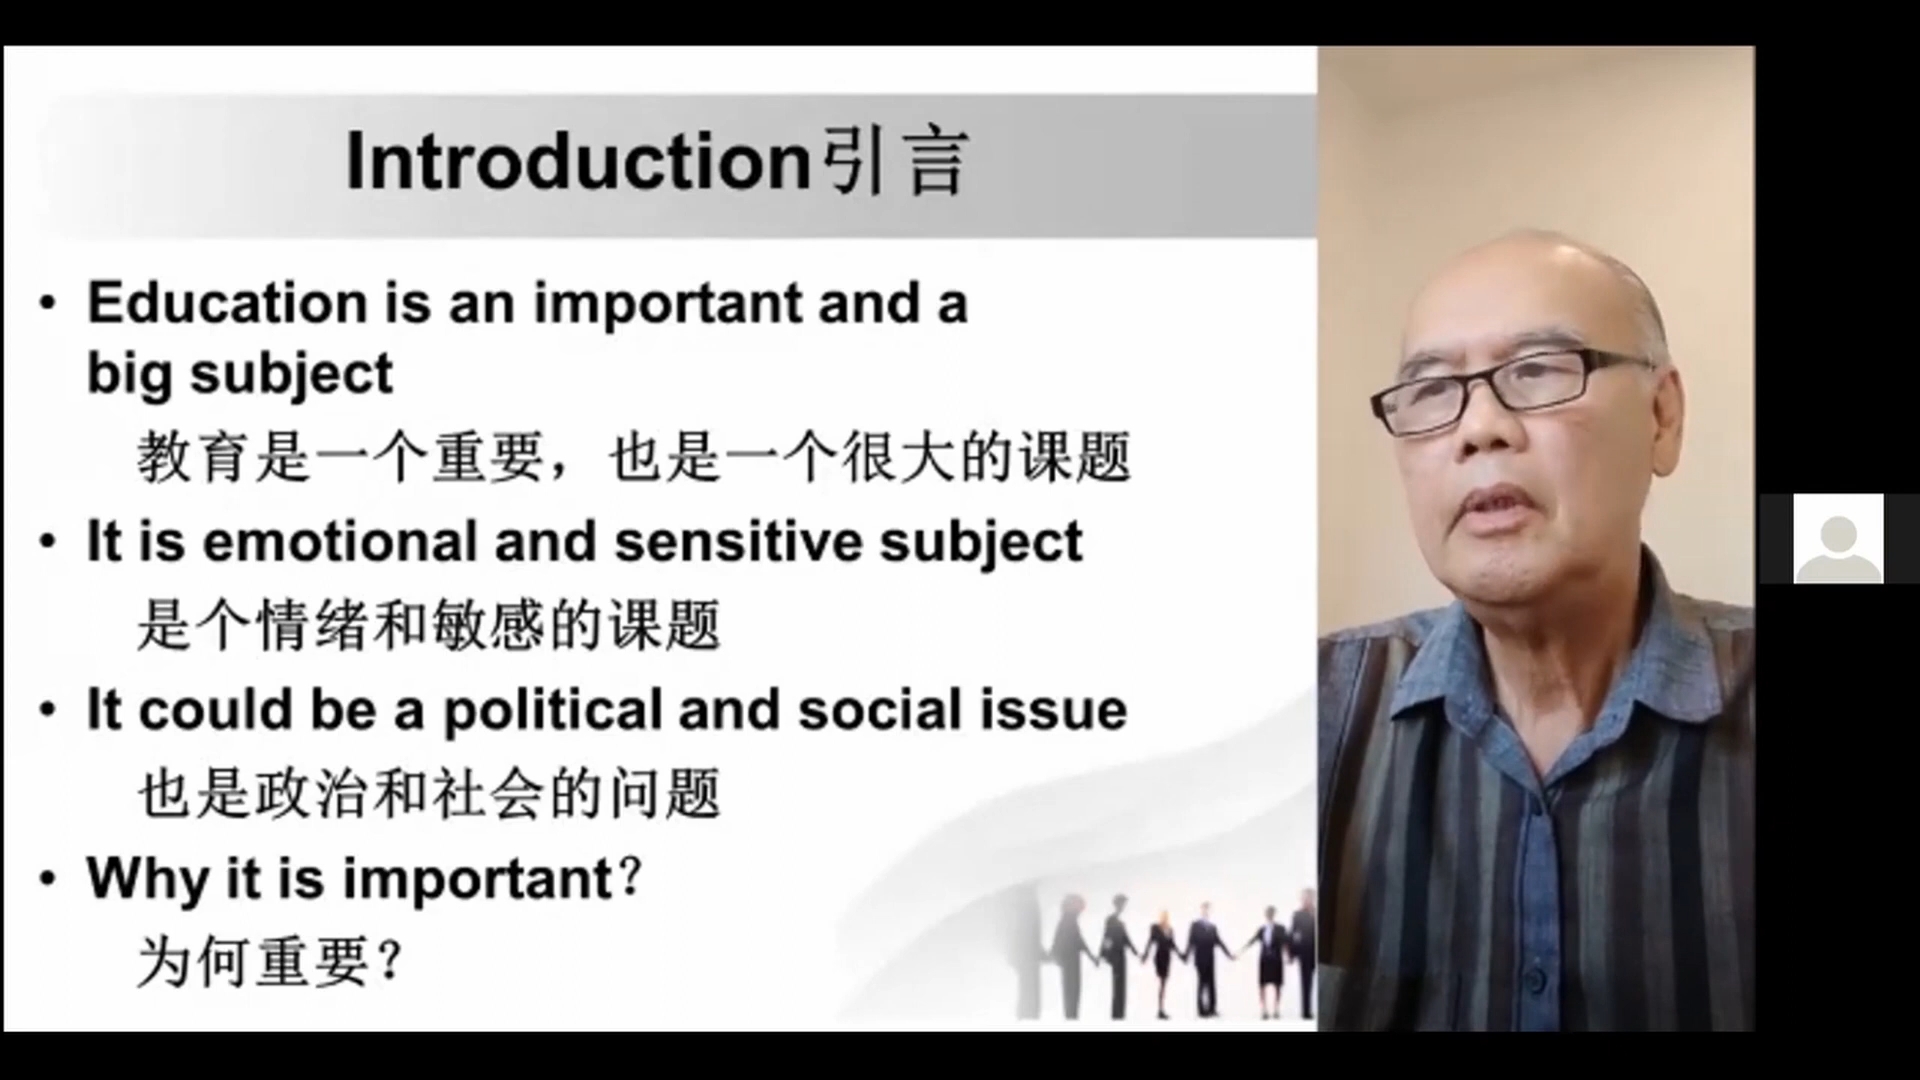 Introduction引言
• Education is an important and a
big subject
教育是一个重要，也是一个很大的课题
• It is emotional and sensitive subject
是个情绪和敏感的课题
• It could be a political and social issue
也是政治和社会的问题
• Why it is important？
为何重要？